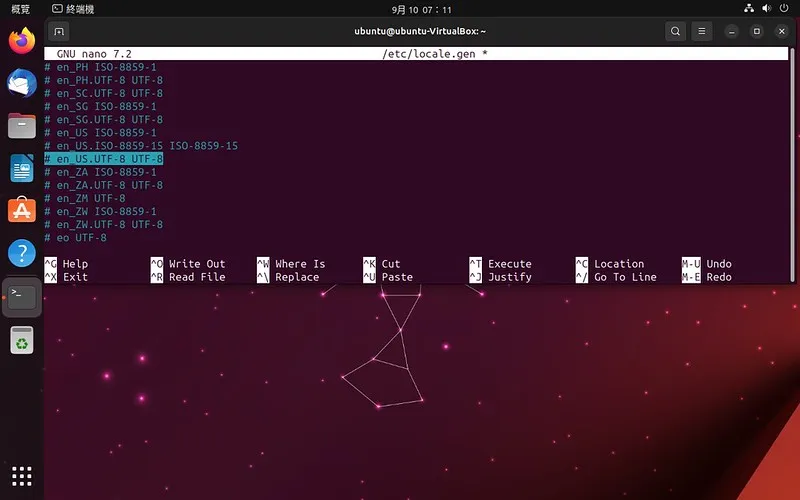 概覽
終端機
9月 10 07：11
ubuntu@ubuntu-VirtualBox: ~
GNU nano 7.2 /etc/locale.gen *
# en_PH ISO-8859-1
# en_PH.UTF-8 UTF-8
# en_SC.UTF-8 UTF-8
# en_SG ISO-8859-1
# en_SG.UTF-8 UTF-8
# en_US ISO-8859-1
# en_US.ISO-8859-15 ISO-8859-15
# en_US.UTF-8 UTF-8
# en_ZA ISO-8859-1
# en_ZA.UTF-8 UTF-8
# en_ZM UTF-8
# en_ZW ISO-8859-1
# en_ZW.UTF-8 UTF-8
# eo UTF-8
^G Help ^O Write Out ^W Where Is ^K Cut ^T Execute ^C Location M-U Undo
^X Exit ^R Read File ^\ Replace ^U Paste ^J Justify ^/ Go To Line M-E Redo